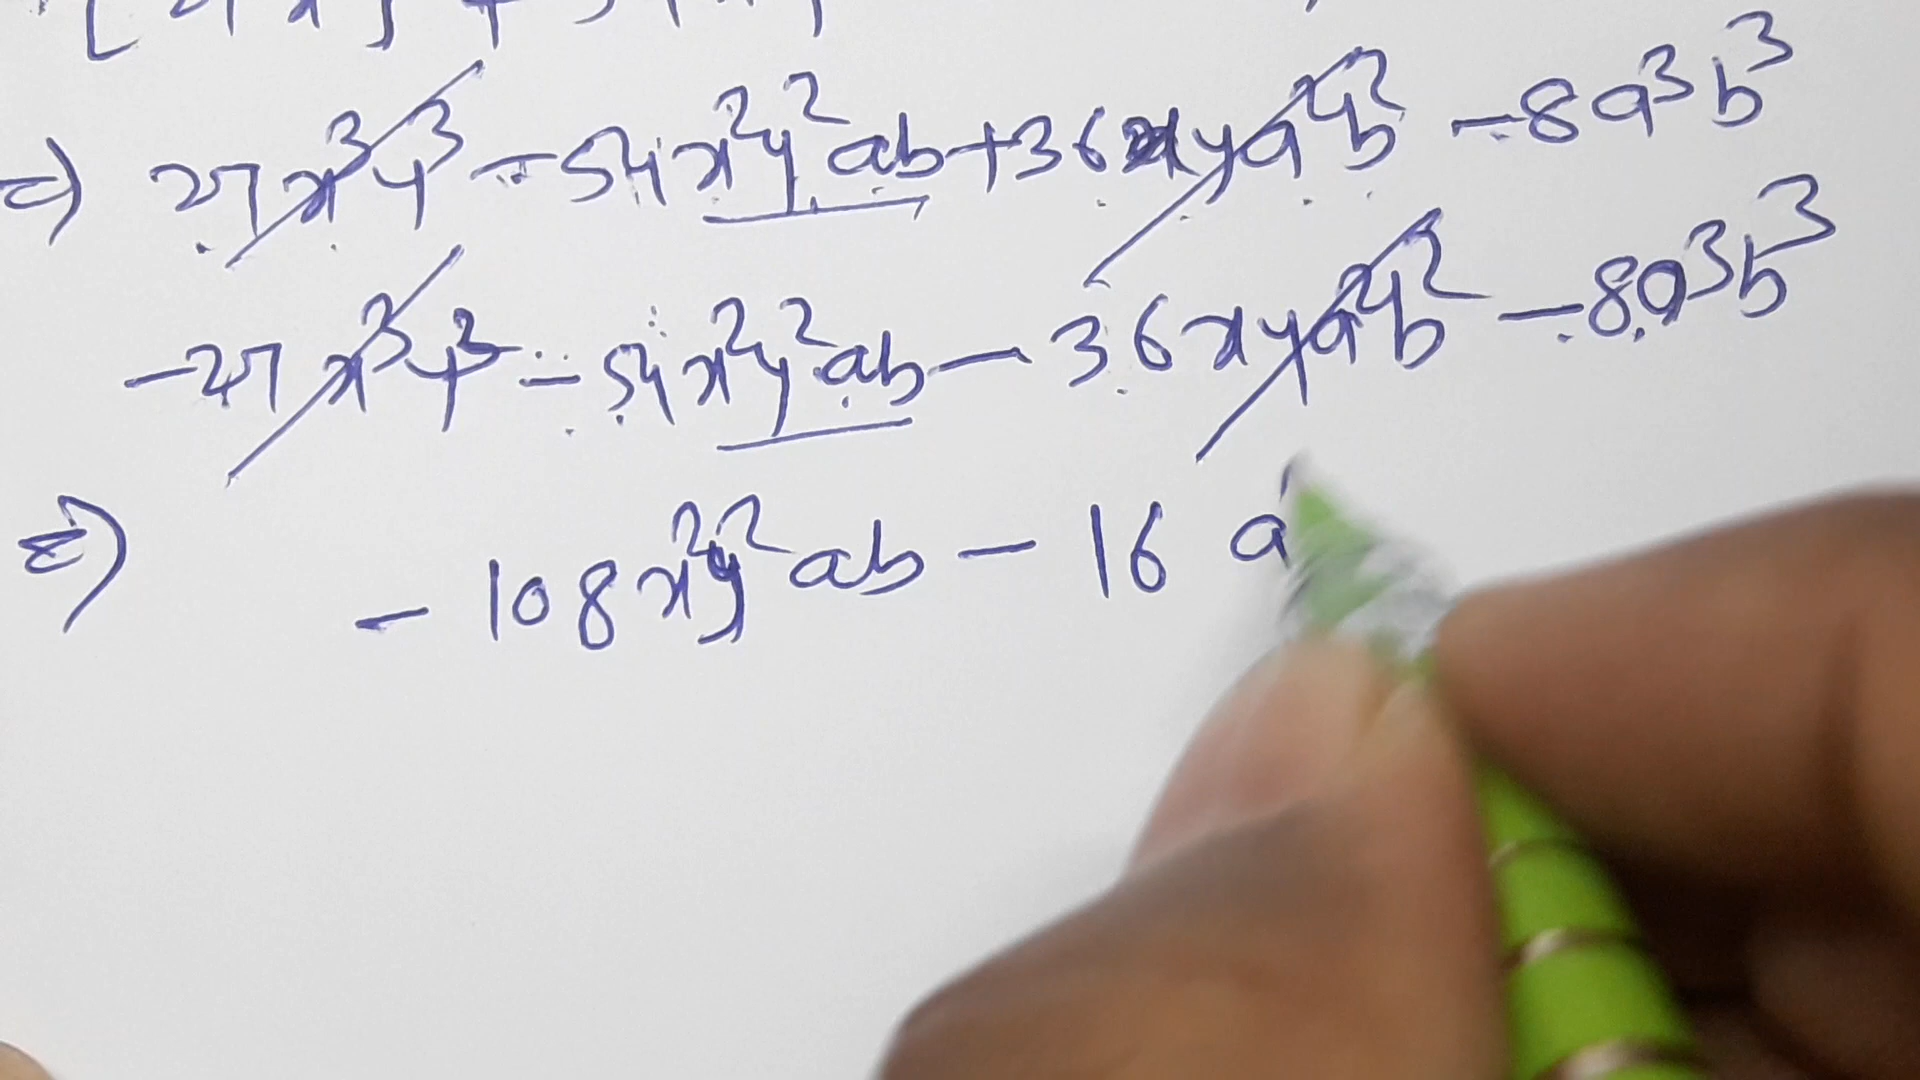 =) 27x³y³ - 54x²y²ab + 36xya²b² - 8a³b³
- 27x³y³ - 54x²y²ab - 36xya²b² - 8a³b³
=) - 108x²y²ab - 16 a